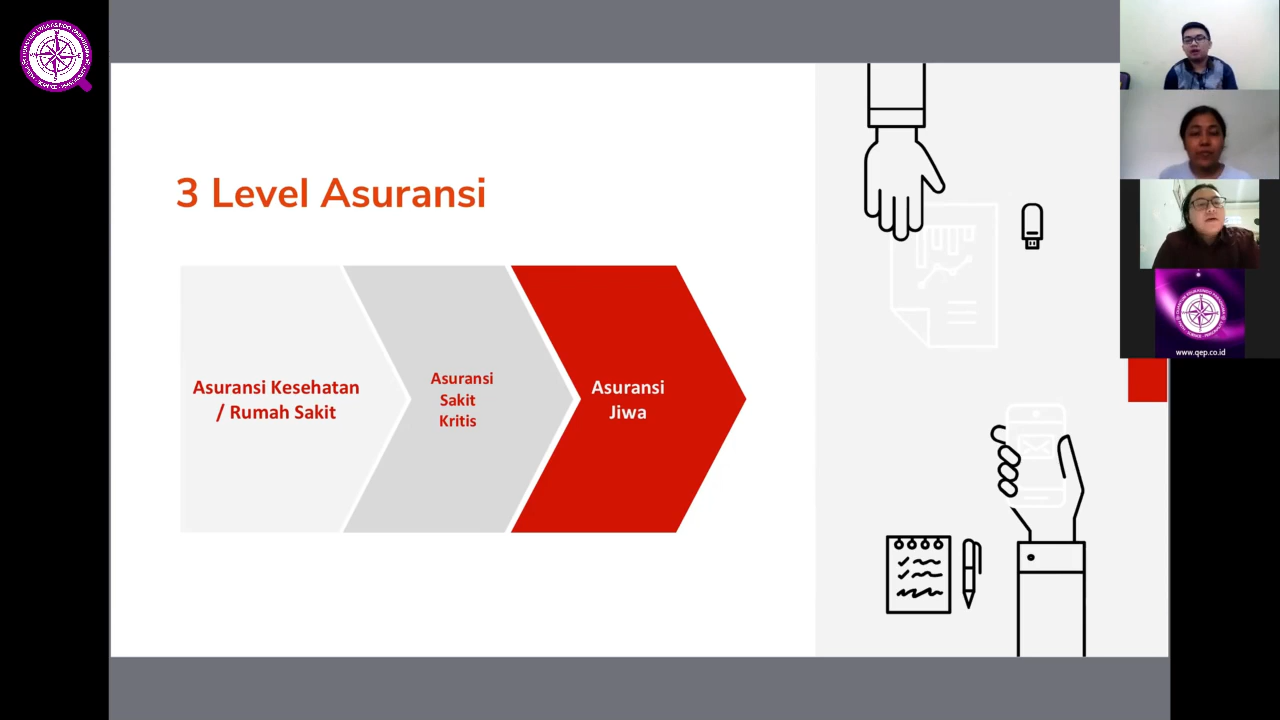 3 Level Asuransi
Asuransi Kesehatan
/ Rumah Sakit
Asuransi
Sakit
Kritis
Asuransi
Jiwa
www.qep.co.id